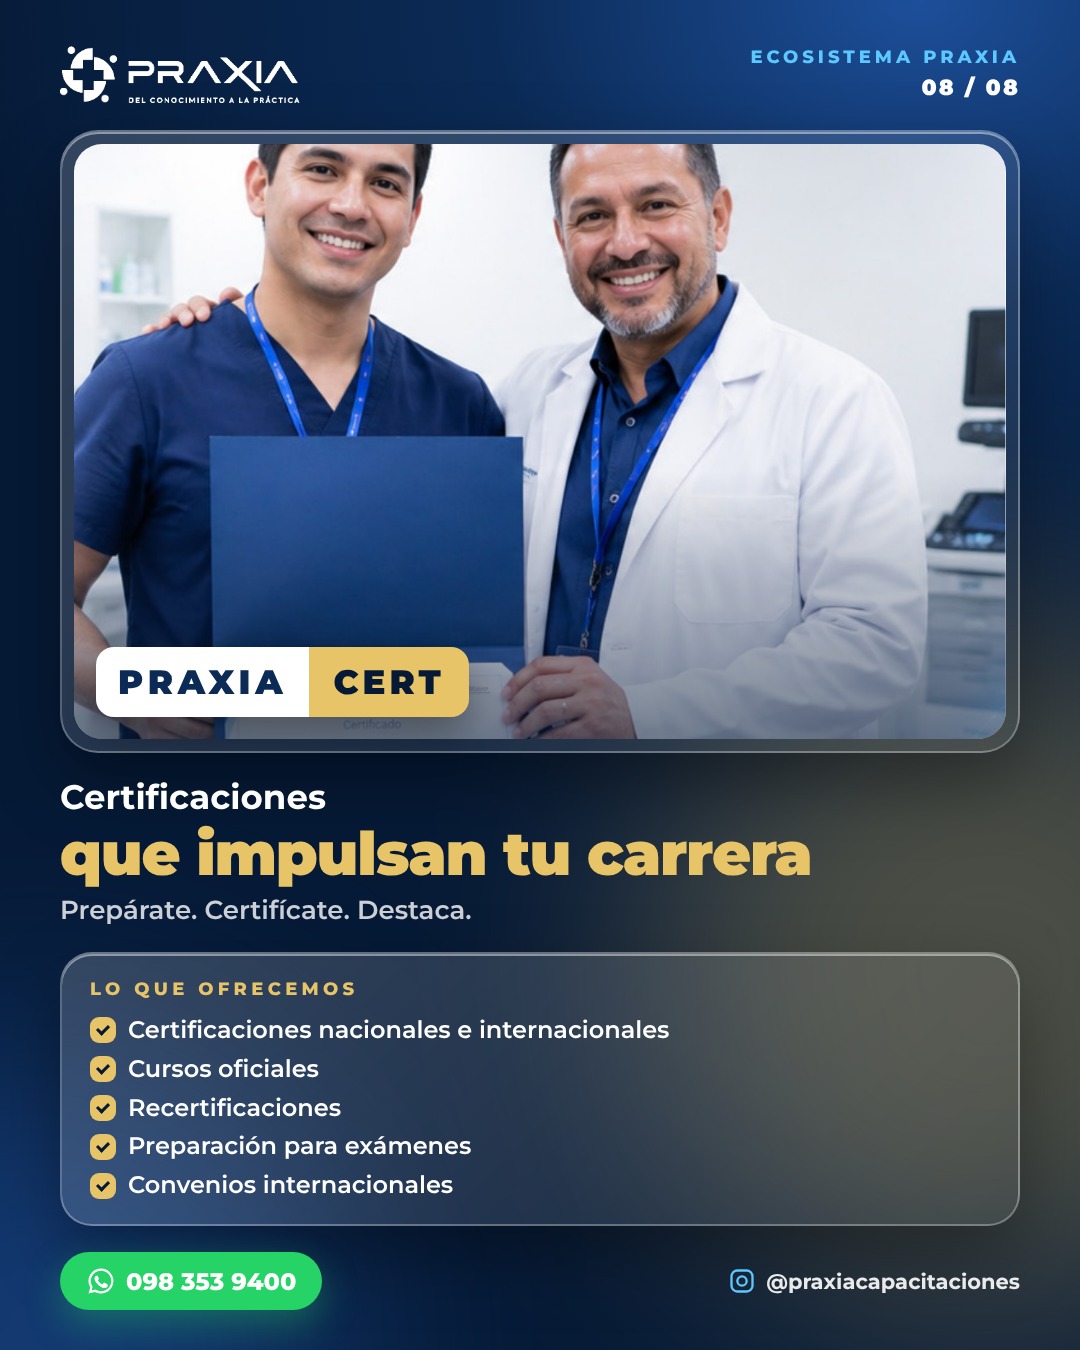 PRAXIA
DEL CONOCIMIENTO A LA PRÁCTICA
ECOSISTEMA PRAXIA
08 / 08
PRAXIA CERT
Certificado
Certificaciones
que impulsan tu carrera
Prepárate. Certifícate. Destaca.
LO QUE OFRECEMOS
Certificaciones nacionales e internacionales
Cursos oficiales
Recertificaciones
Preparación para exámenes
Convenios internacionales
098 353 9400
@praxiacapacitaciones